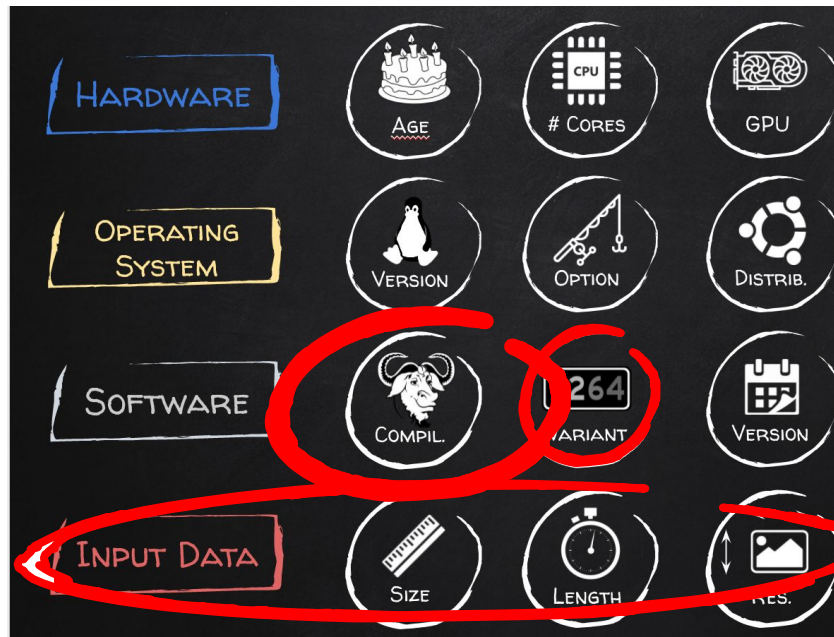 HARDWARE
AGE
CPU
# CORES
GPU
OPERATING
SYSTEM
VERSION
OPTION
DISTRIB.
SOFTWARE
COMPIL.
264
VARIANT
VERSION
INPUT DATA
SIZE
LENGTH
RES.